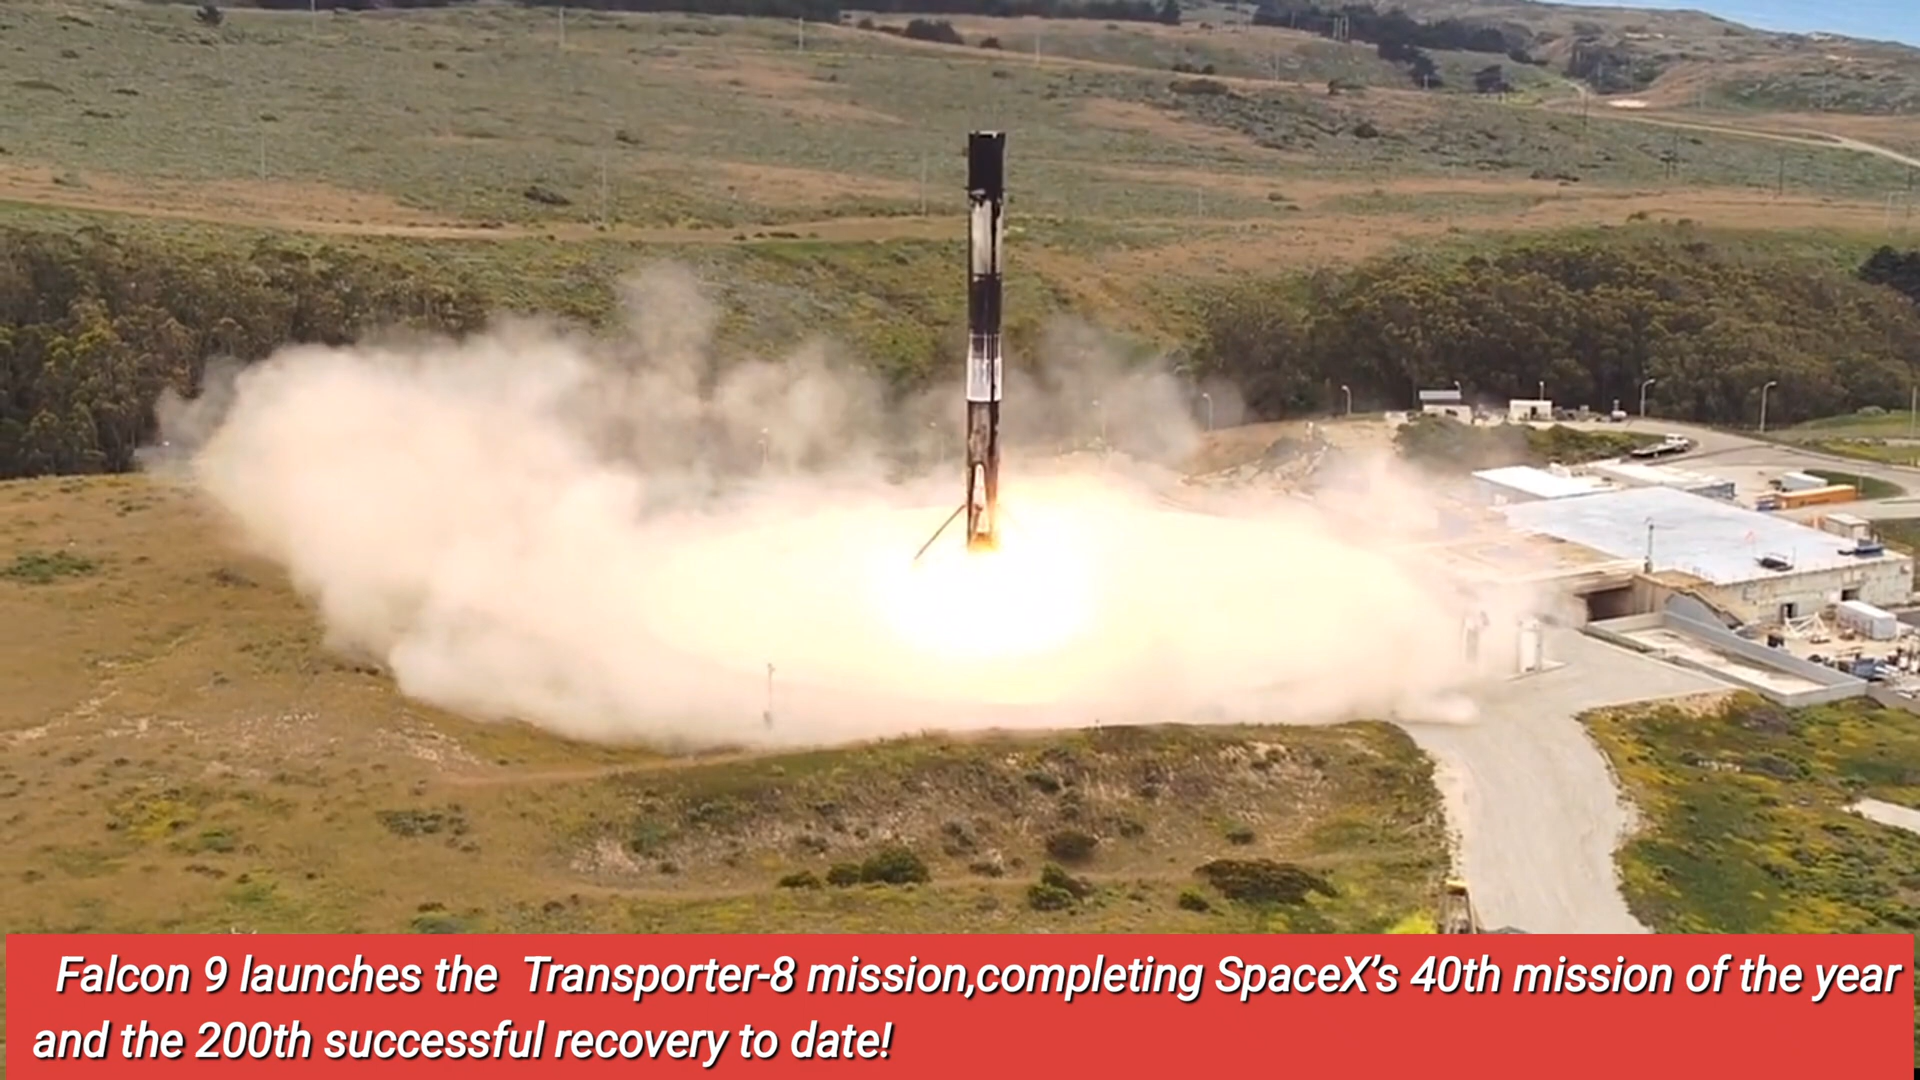 Falcon 9 launches the Transporter-8 mission,completing SpaceX’s 40th mission of the year
and the 200th successful recovery to date!